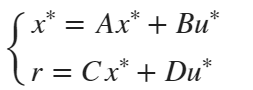 x* = Ax* + Bu*
r = Cx* + Du*